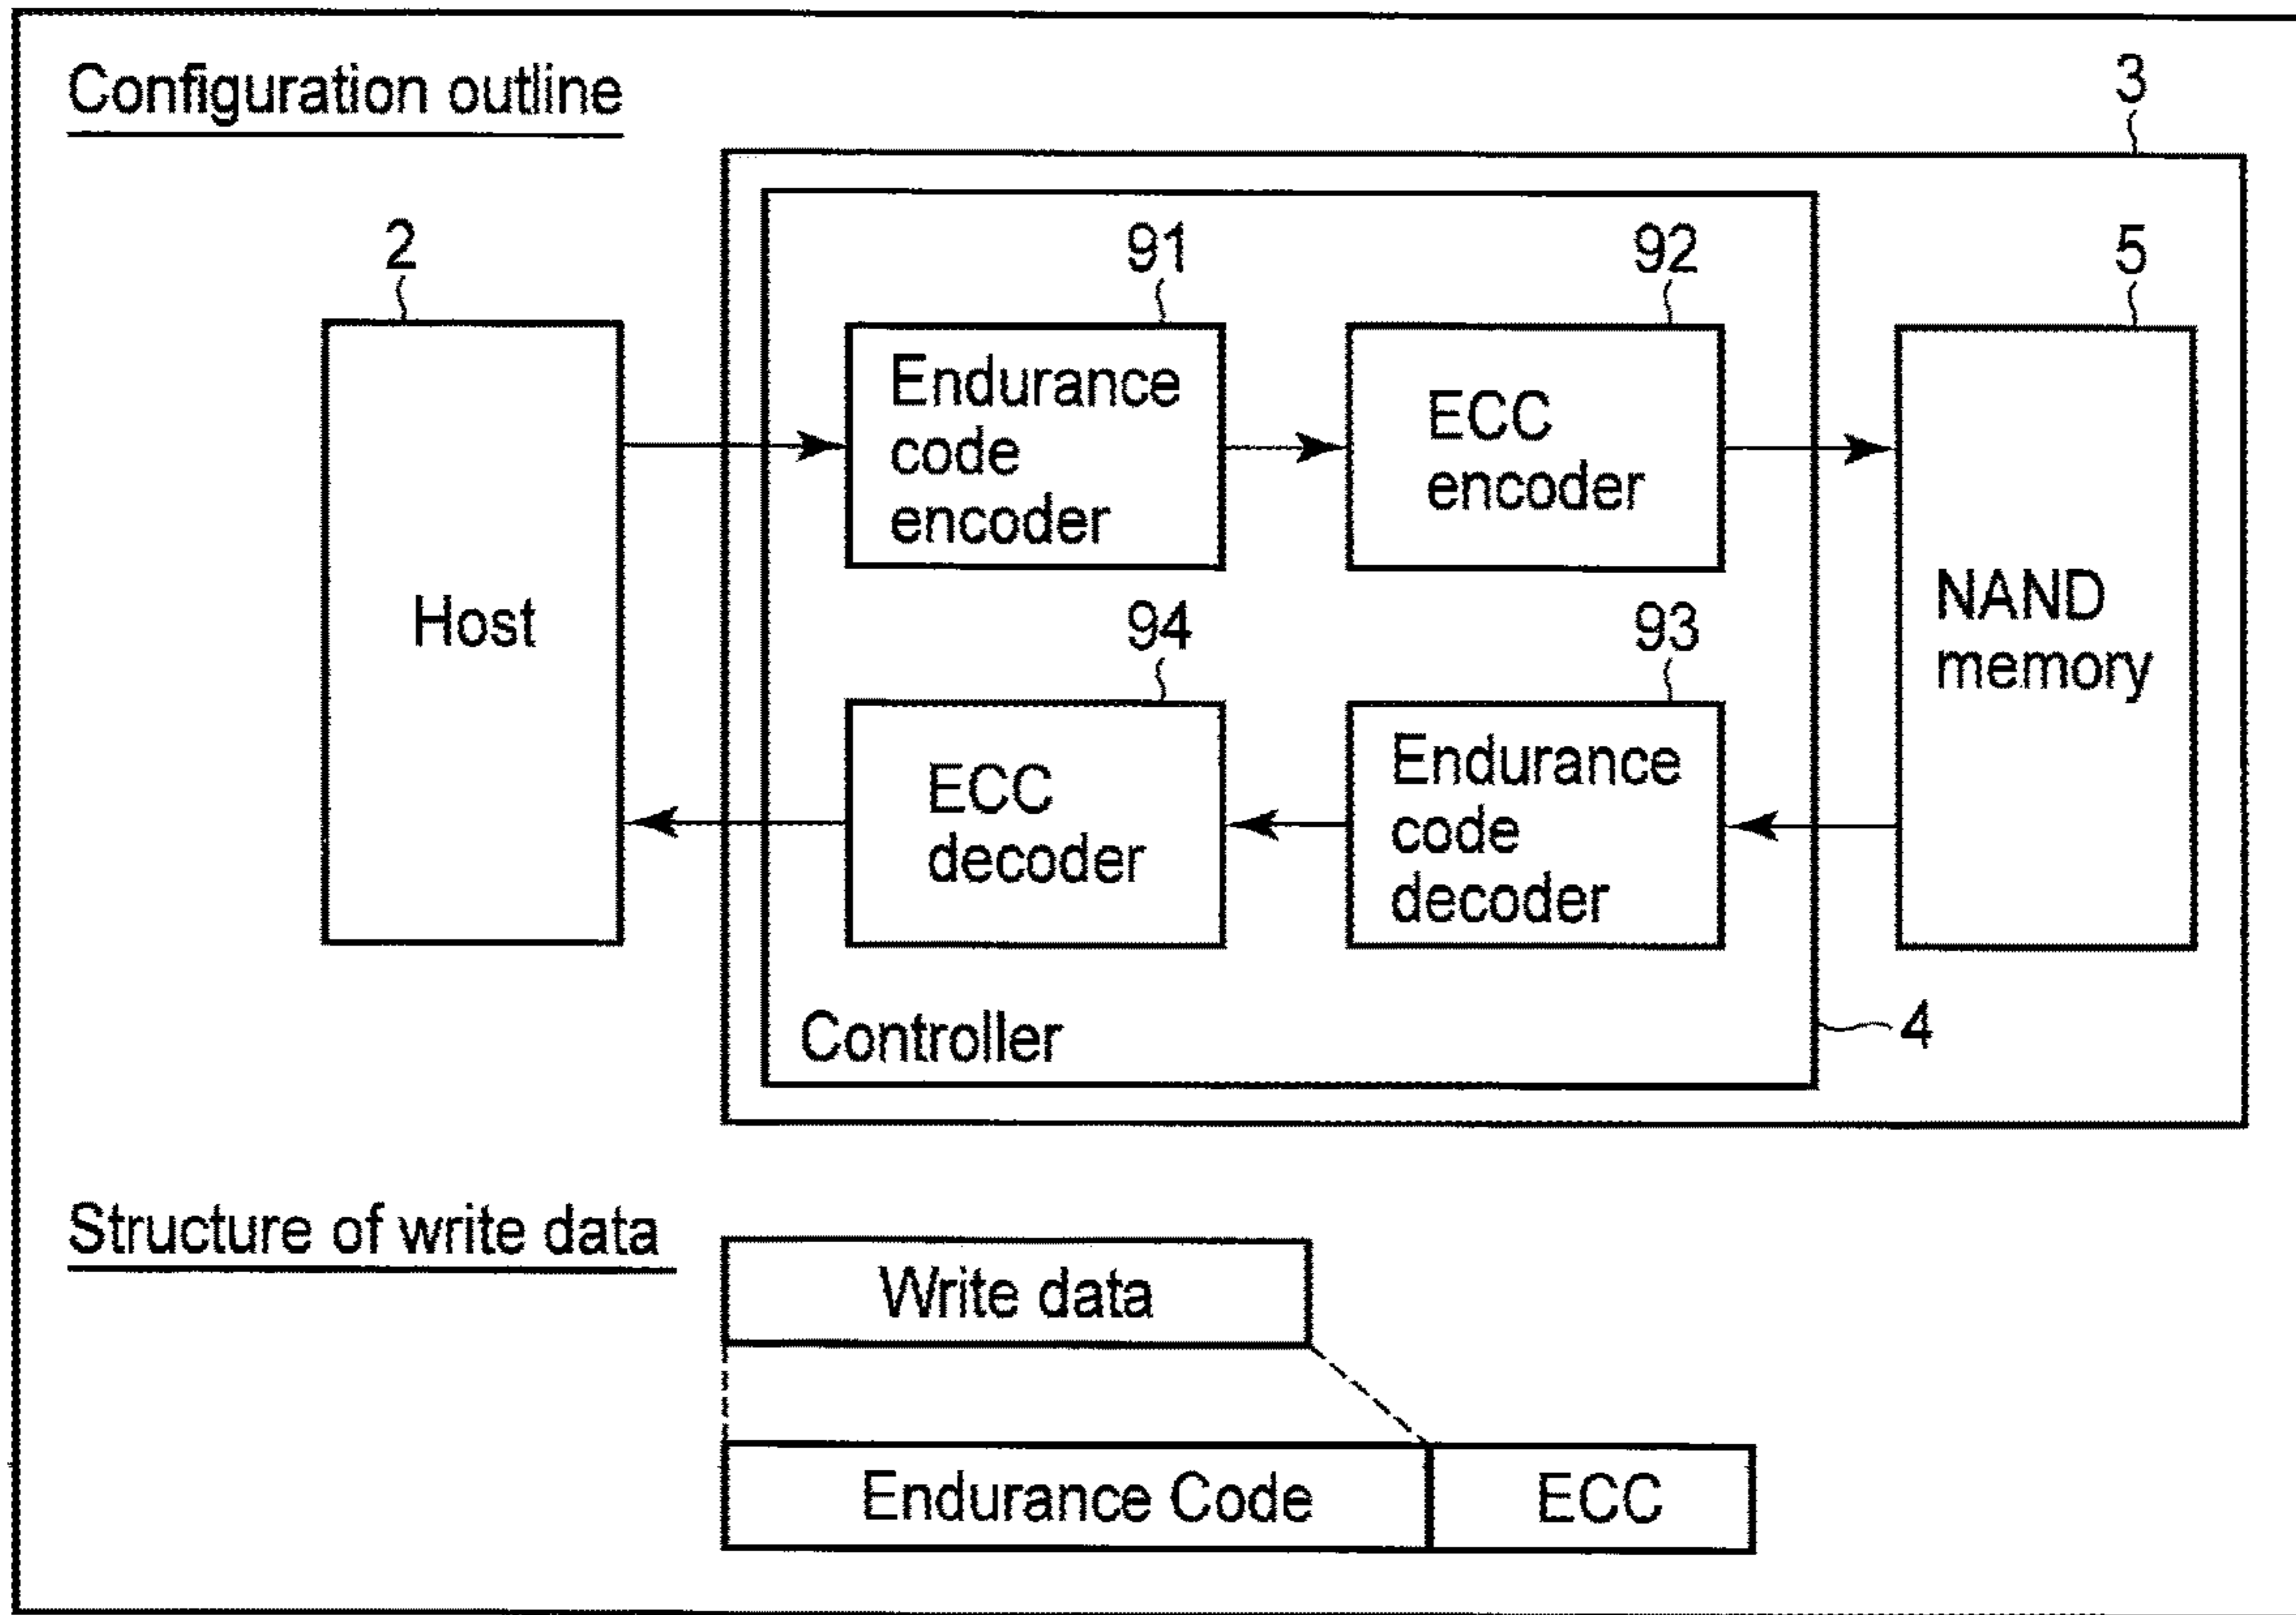 Configuration outline
3
2
91
92
5
Endurance
code
encoder
ECC
encoder
Host
NAND
memory
94
93
ECC
decoder
Endurance
code
decoder
Controller
4
Structure of write data
Write data
Endurance Code
ECC